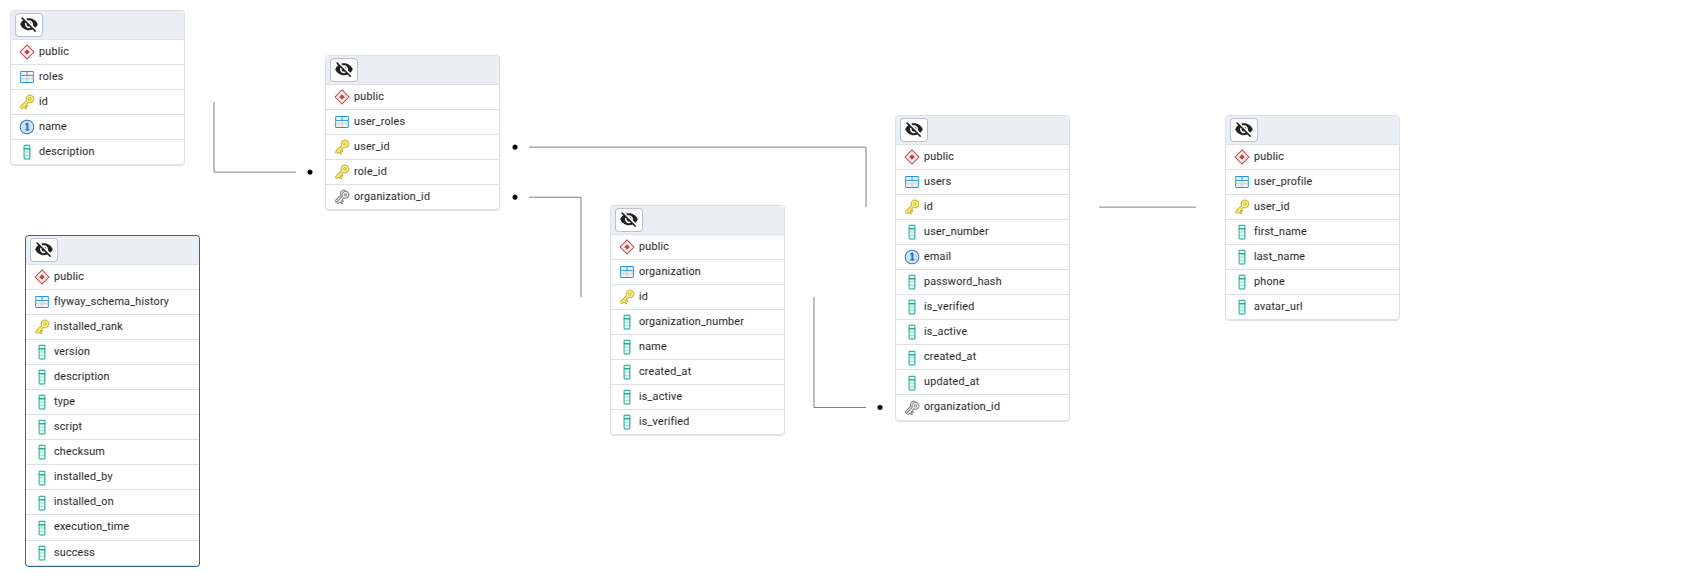 public
roles
id
1 name
description
public
user_roles
user_id
role_id
organization_id
public
flyway_schema_history
installed_rank
version
description
type
script
checksum
installed_by
installed_on
execution_time
success
public
organization
id
organization_number
name
created_at
is_active
is_verified
public
users
id
user_number
1 email
password_hash
is_verified
is_active
created_at
updated_at
organization_id
public
user_profile
user_id
first_name
last_name
phone
avatar_url